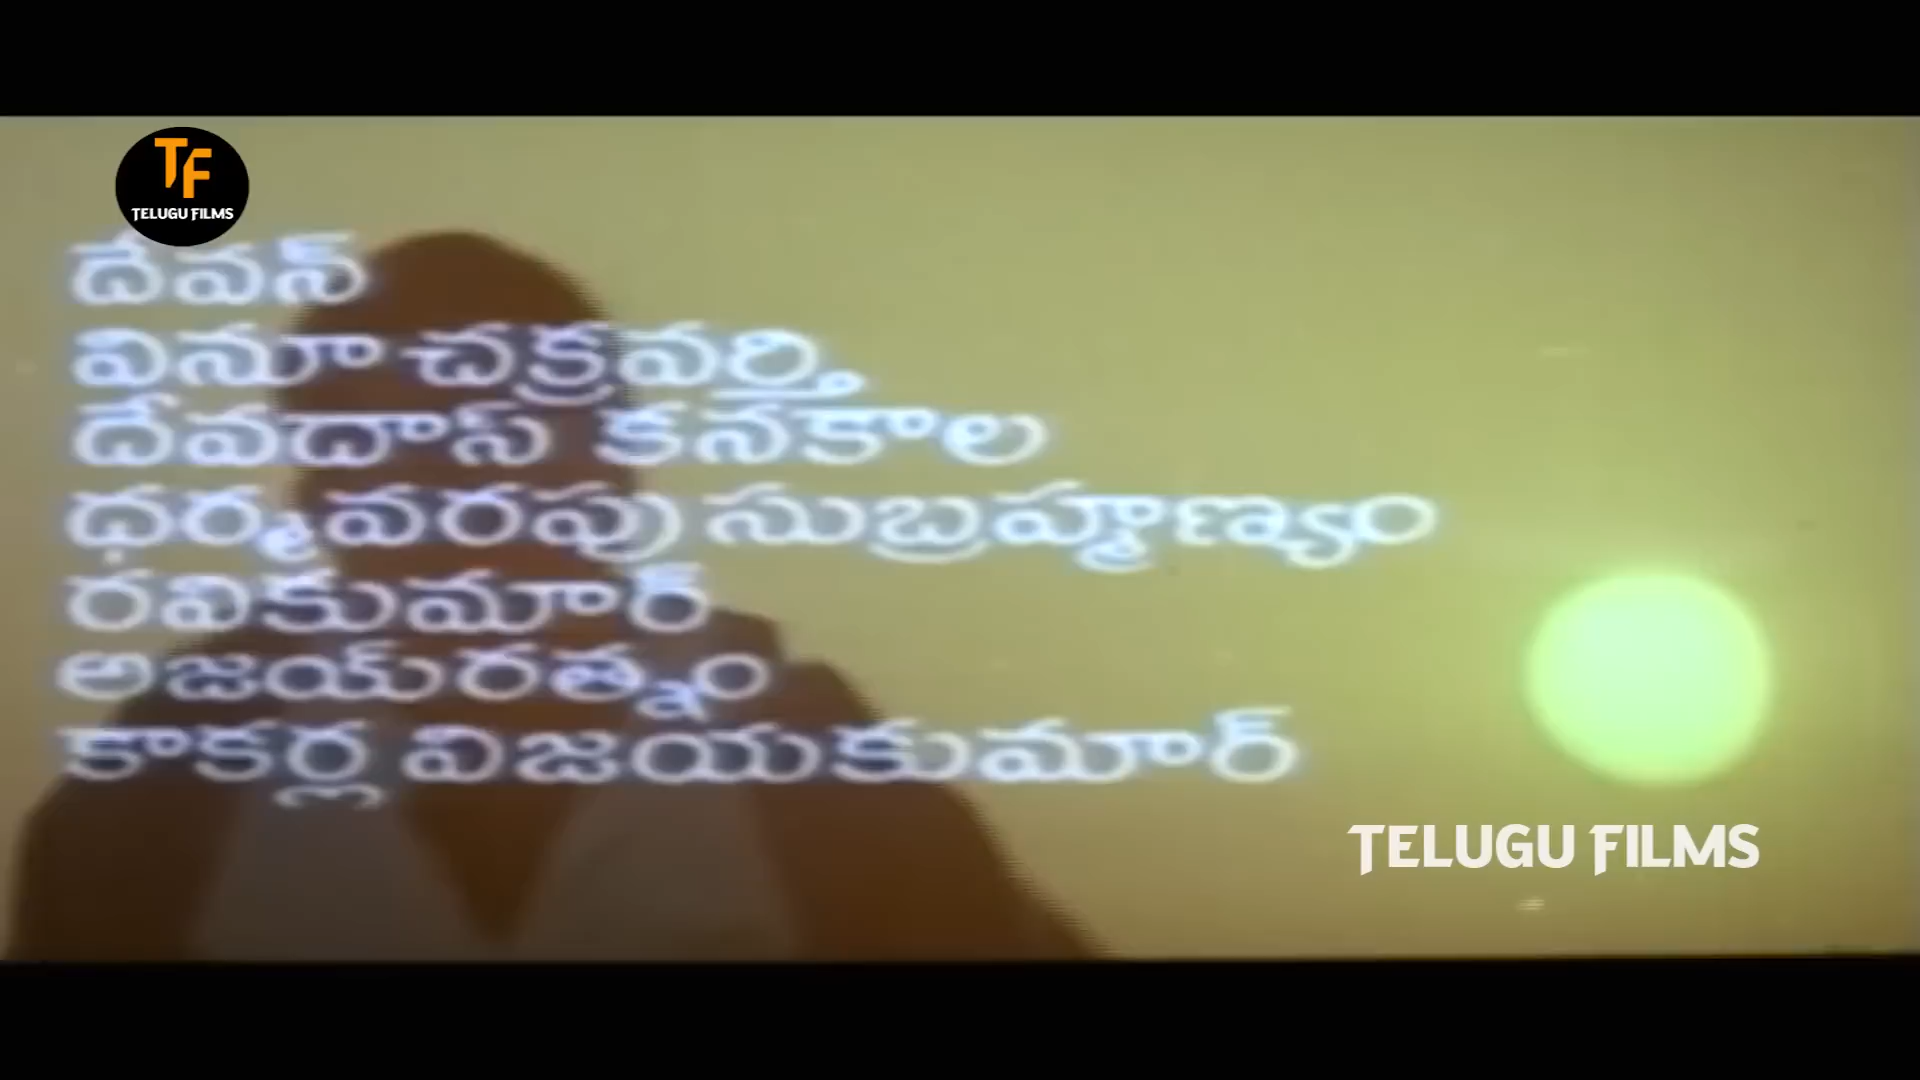 TF
TELUGU FILMS
దేవన్
వినూ చక్రవర్తి
దేవదాస్ కనకాల
ధర్మవరపు సుబ్రహ్మణ్యం
రవికుమార్
అజయ్ రత్నం
కాకర్ల విజయకుమార్
TELUGU FILMS